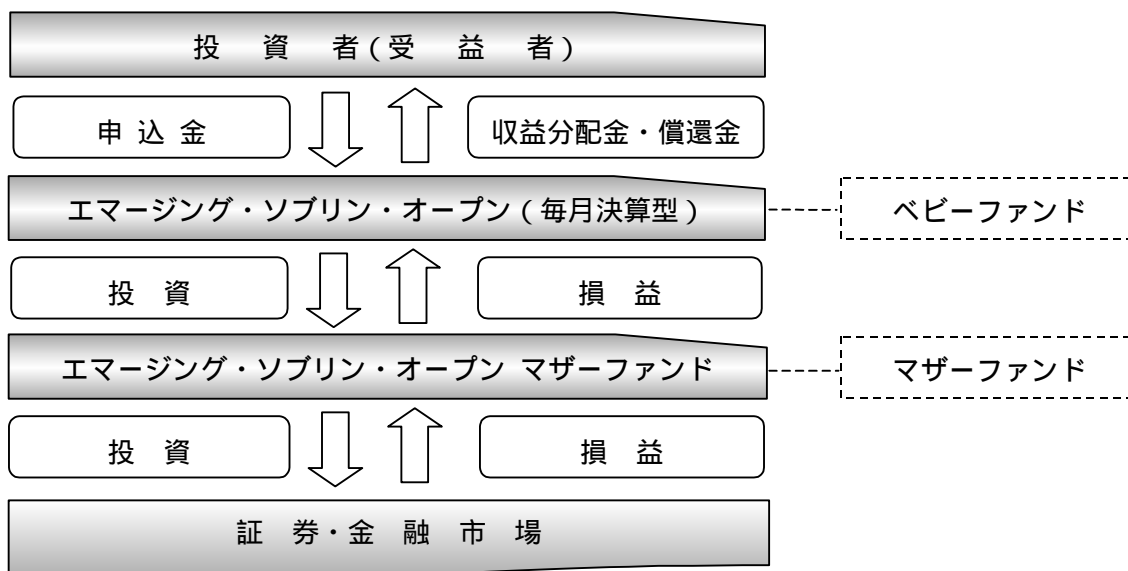 投 資 者(受 益 者)
申 込 金
収益分配金・償還金
エマージング・ソブリン・オープン(毎月決算型)
ベビーファンド
投 資
損 益
エマージング・ソブリン・オープン マザーファンド
マザーファンド
投 資
損 益
証 券・金 融 市 場